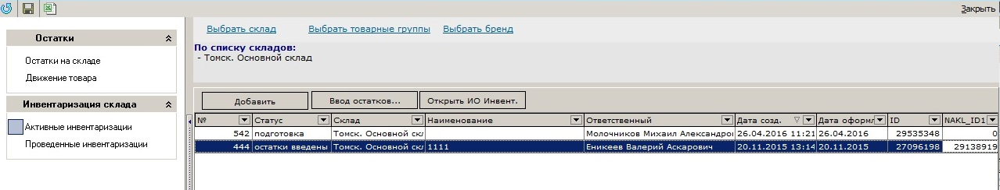 Закрыть
Остатки
Остатки на складе
Движение товара
Инвентаризация склада
Активные инвентаризации
Проведенные инвентаризации
Выбрать склад Выбрать товарные группы Выбрать бренд
По списку складов:
- Томск. Основной склад
Добавить Ввод остатков... Открыть ИО Инвент.
№ Статус Склад Наименование Ответственный Дата созд. Дата оформл ID NAKL_ID1
542 подготовка Томск. Основной скл Молочников Михаил Александров 26.04.2016 11:21 26.04.2016 29535348 0
444 остатки введены Томск. Основной скл 1111 Еникеев Валерий Аскарович 20.11.2015 13:14 20.11.2015 27096198 29138919